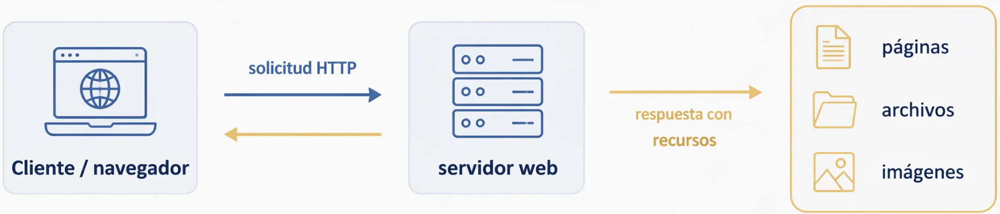 solicitud HTTP
Cliente / navegador
servidor web
respuesta con
recursos
páginas
archivos
imágenes